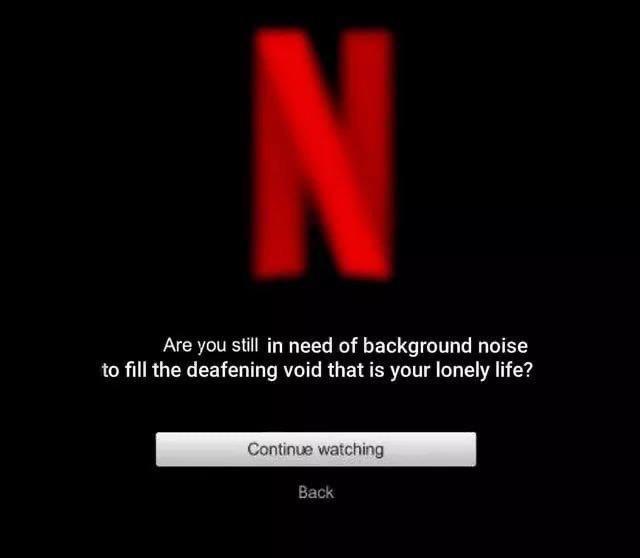 N
Are you still in need of background noise
to fill the deafening void that is your lonely life?
Continue watching
Back